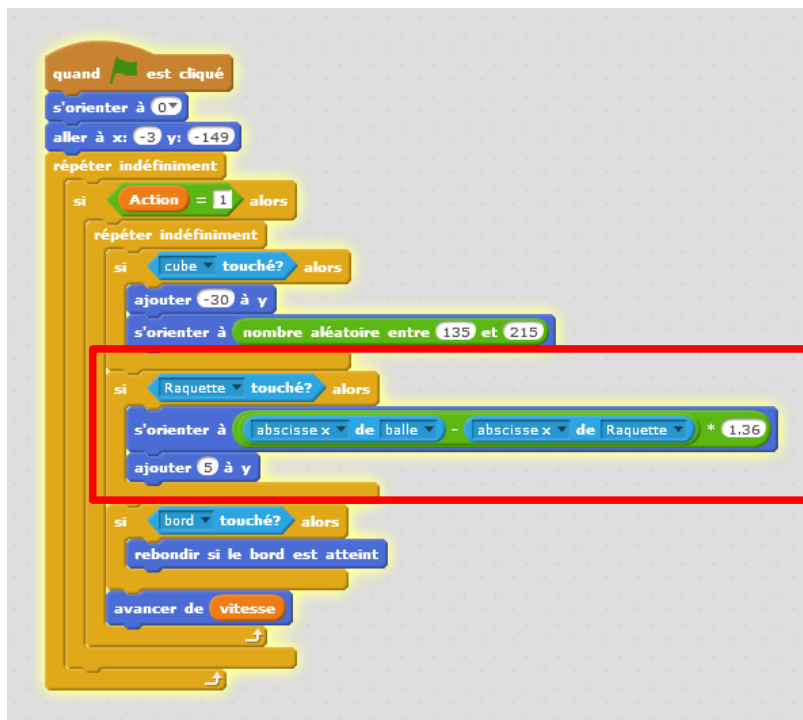 quand est cliqué
s'orienter à 0
aller à x: -3 y: -149
répéter indéfiniment
si Action = 1 alors
répéter indéfiniment
si cube touché? alors
ajouter -30 à y
s'orienter à nombre aléatoire entre 135 et 215
si Raquette touché? alors
s'orienter à abscisse x de balle - abscisse x de Raquette * 1.36
ajouter 5 à y
si bord touché? alors
rebondir si le bord est atteint
avancer de vitesse